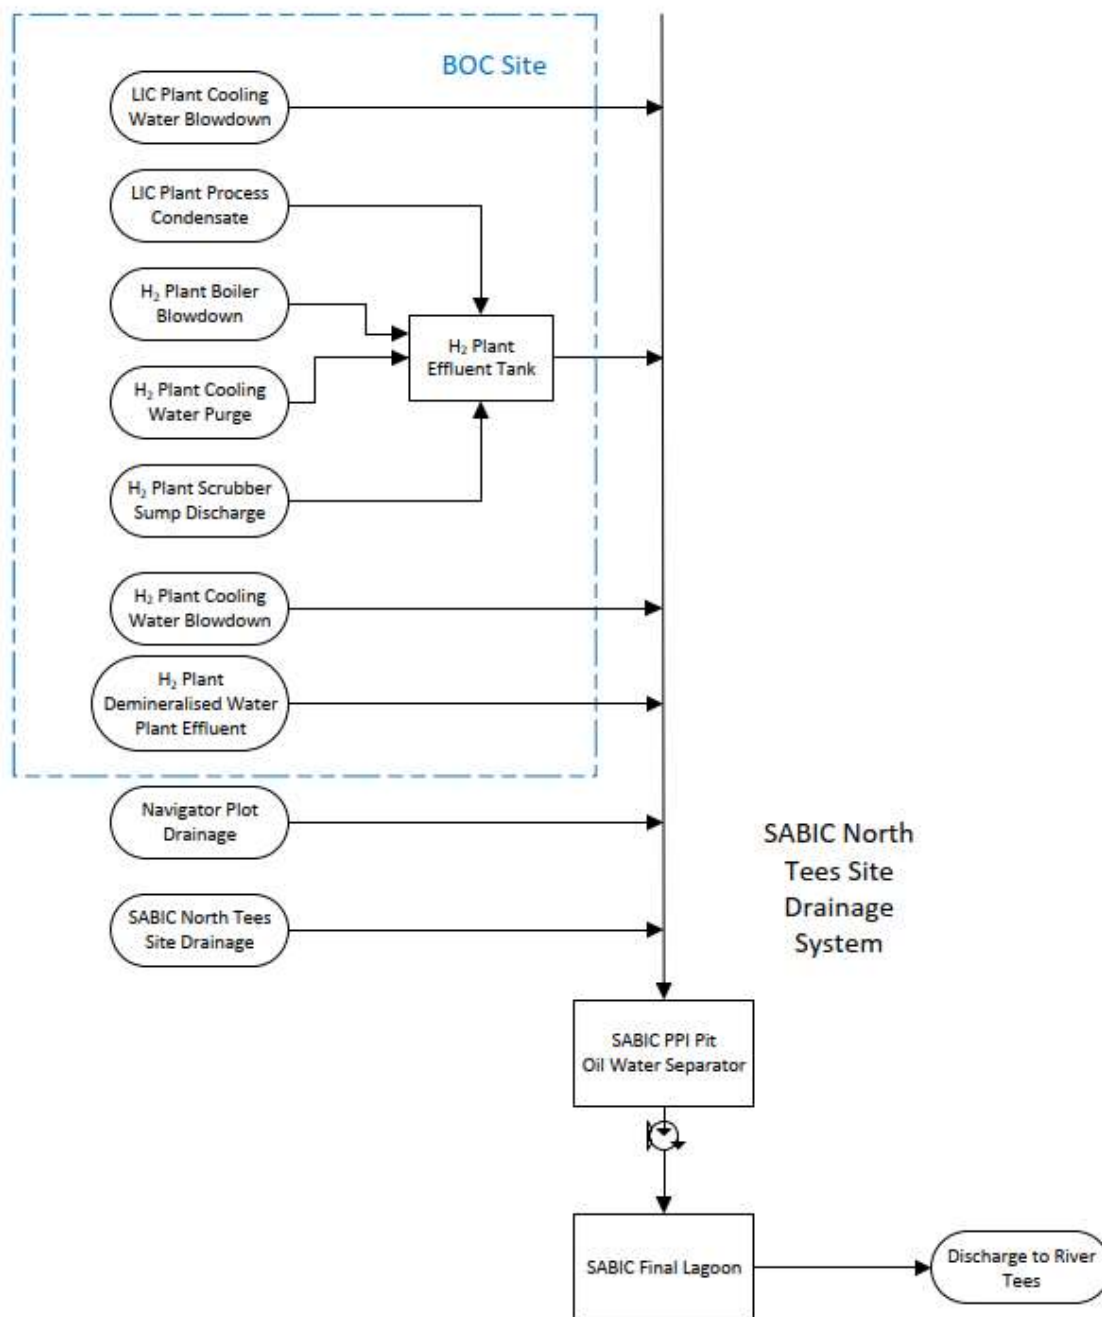 BOC Site
LIC Plant Cooling
Water Blowdown
LIC Plant Process
Condensate
H₂ Plant Boiler
Blowdown
H₂ Plant
Effluent Tank
H₂ Plant Cooling
Water Purge
H₂ Plant Scrubber
Sump Discharge
H₂ Plant Cooling
Water Blowdown
H₂ Plant
Demineralised Water
Plant Effluent
Navigator Plot
Drainage
SABIC North
Tees Site
Drainage
System
SABIC North Tees
Site Drainage
SABIC PPI Pit
Oil Water Separator
SABIC Final Lagoon
Discharge to River
Tees